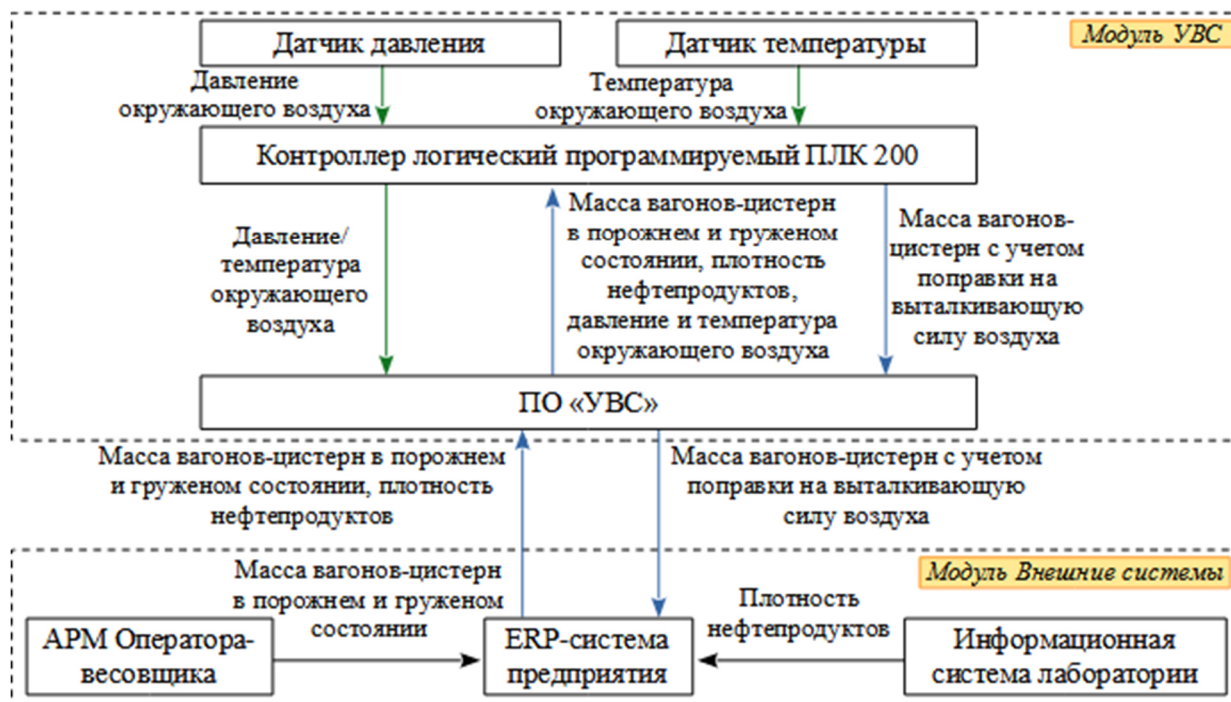 Датчик давления
Датчик температуры
Модуль УВС
Давление
окружающего воздуха
Температура
окружающего воздуха
Контроллер логический программируемый ПЛК 200
Давление/
температура
окружающего
воздуха
Масса вагонов-цистерн
в порожнем и груженом
состоянии, плотность
нефтепродуктов,
давление и температура
окружающего воздуха
Масса вагонов-
цистерн с учетом
поправки на
выталкивающую
силу воздуха
ПО «УВС»
Масса вагонов-цистерн в порожнем
и груженом состоянии, плотность
нефтепродуктов
Масса вагонов-цистерн с учетом
поправки на выталкивающую
силу воздуха
Модуль Внешние системы
Масса вагонов-цистерн
в порожнем и груженом
состоянии
Плотность
нефтепродуктов
АРМ Оператора-
весовщика
ERP-система
предприятия
Информационная
система лаборатории